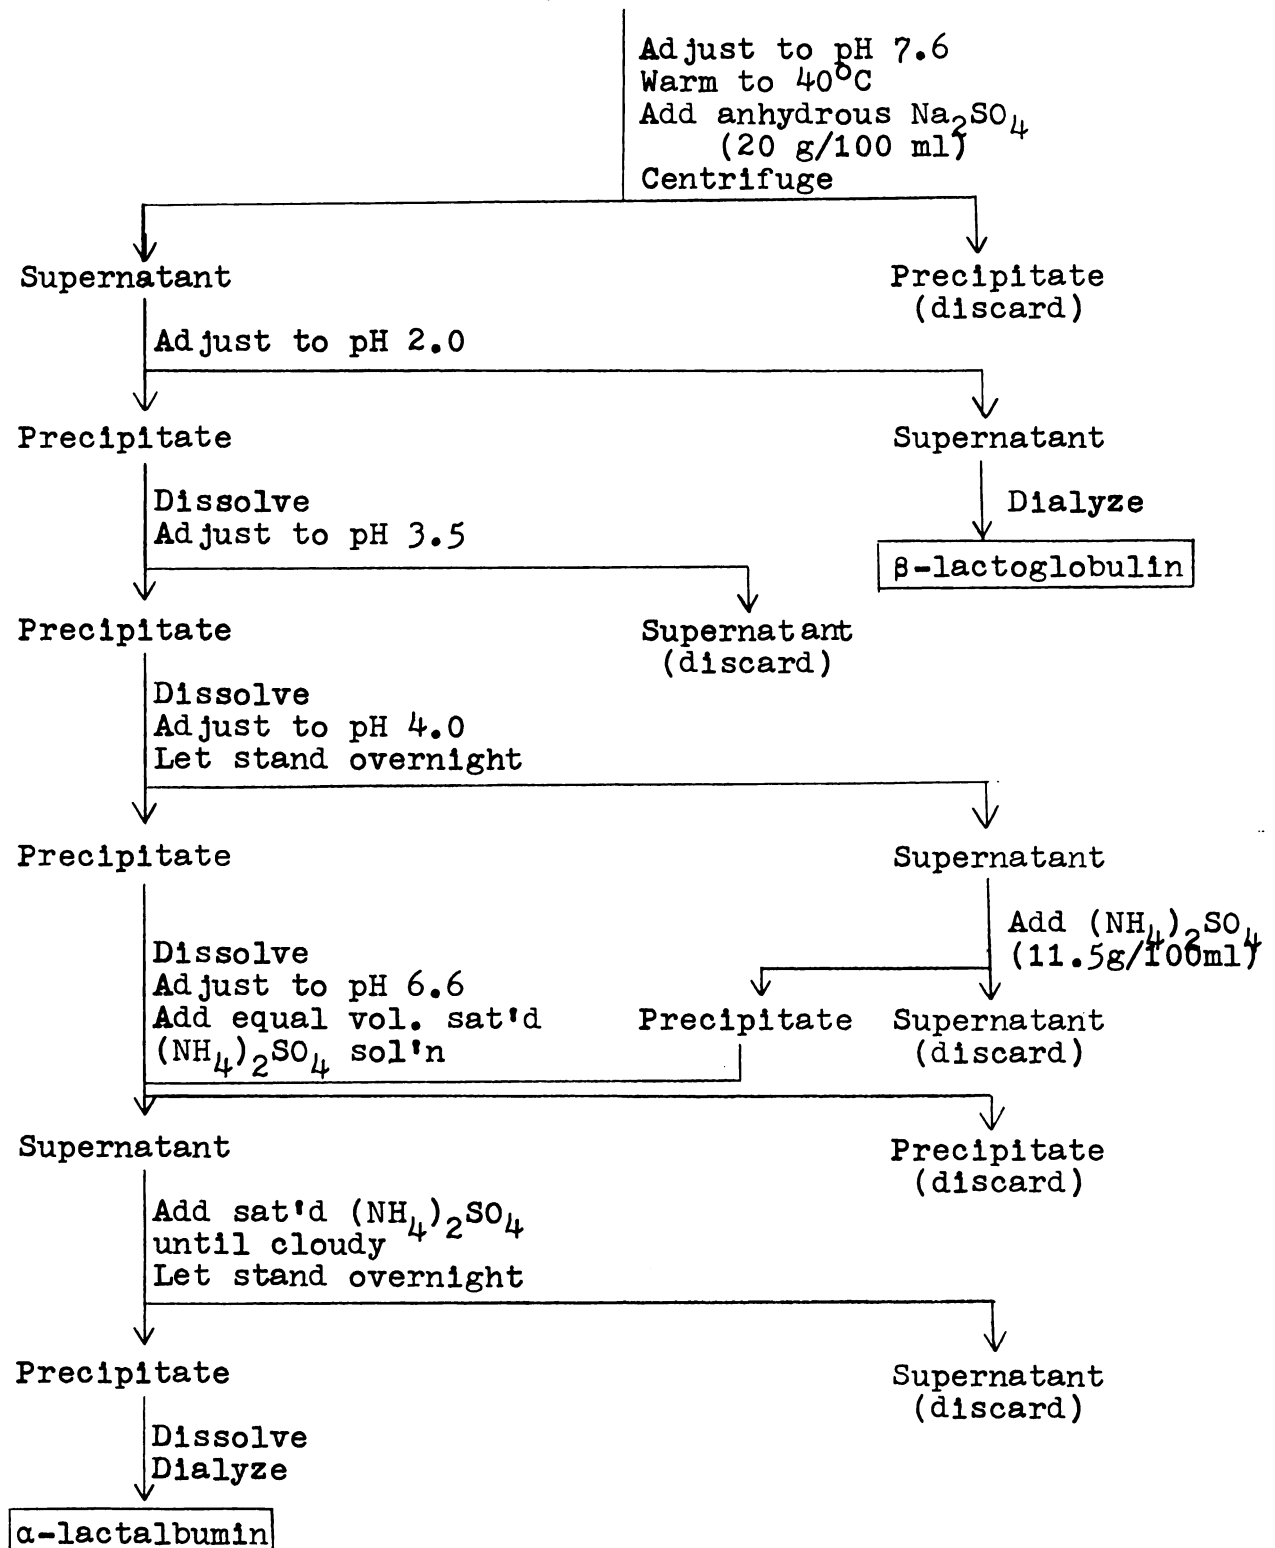 Adjust to pH 7.6
Warm to 40°C
Add anhydrous Na₂SO₄
(20 g/100 ml)
Centrifuge
Supernatant
Precipitate
(discard)
Adjust to pH 2.0
Precipitate
Supernatant
Dissolve
Adjust to pH 3.5
Dialyze
β-lactoglobulin
Precipitate
Supernatant
(discard)
Dissolve
Adjust to pH 4.0
Let stand overnight
Precipitate
Supernatant
Add (NH₄)₂SO₄
(11.5g/100ml)
Dissolve
Adjust to pH 6.6
Add equal vol. sat'd
(NH₄)₂SO₄ sol'n
Precipitate
Supernatant
(discard)
Supernatant
Precipitate
(discard)
Add sat'd (NH₄)₂SO₄
until cloudy
Let stand overnight
Precipitate
Supernatant
(discard)
Dissolve
Dialyze
α-lactalbumin